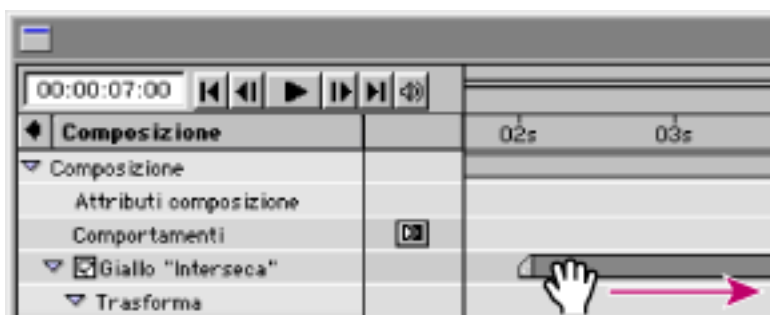 00:00:07:00
Composizione 02s 03s
Composizione
Attributi composizione
Comportamenti
Giallo "Interseca"
Trasforma